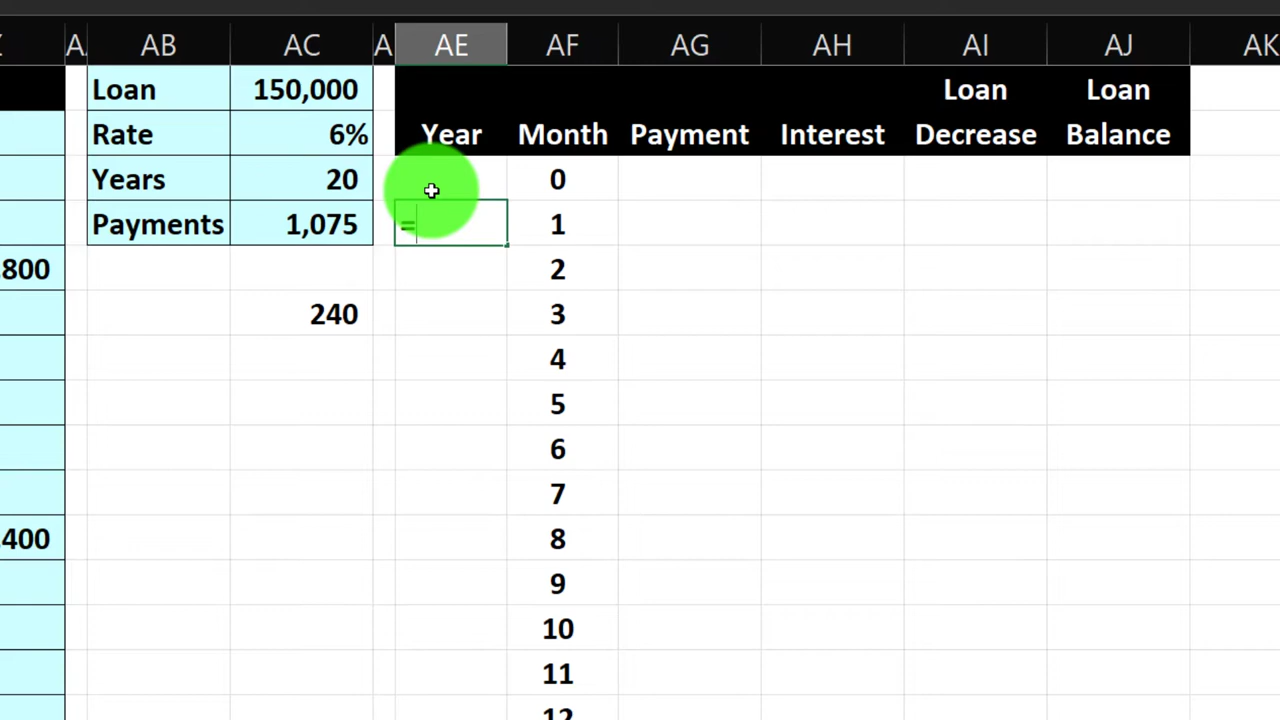 A AB AC A AE AF AG AH AI AJ AK
Loan 150,000 Loan Loan
Rate 6% Year Month Payment Interest Decrease Balance
Years 20 0
Payments 1,075 = 1
,800 2
240 3
4
5
6
7
,400 8
9
10
11
12